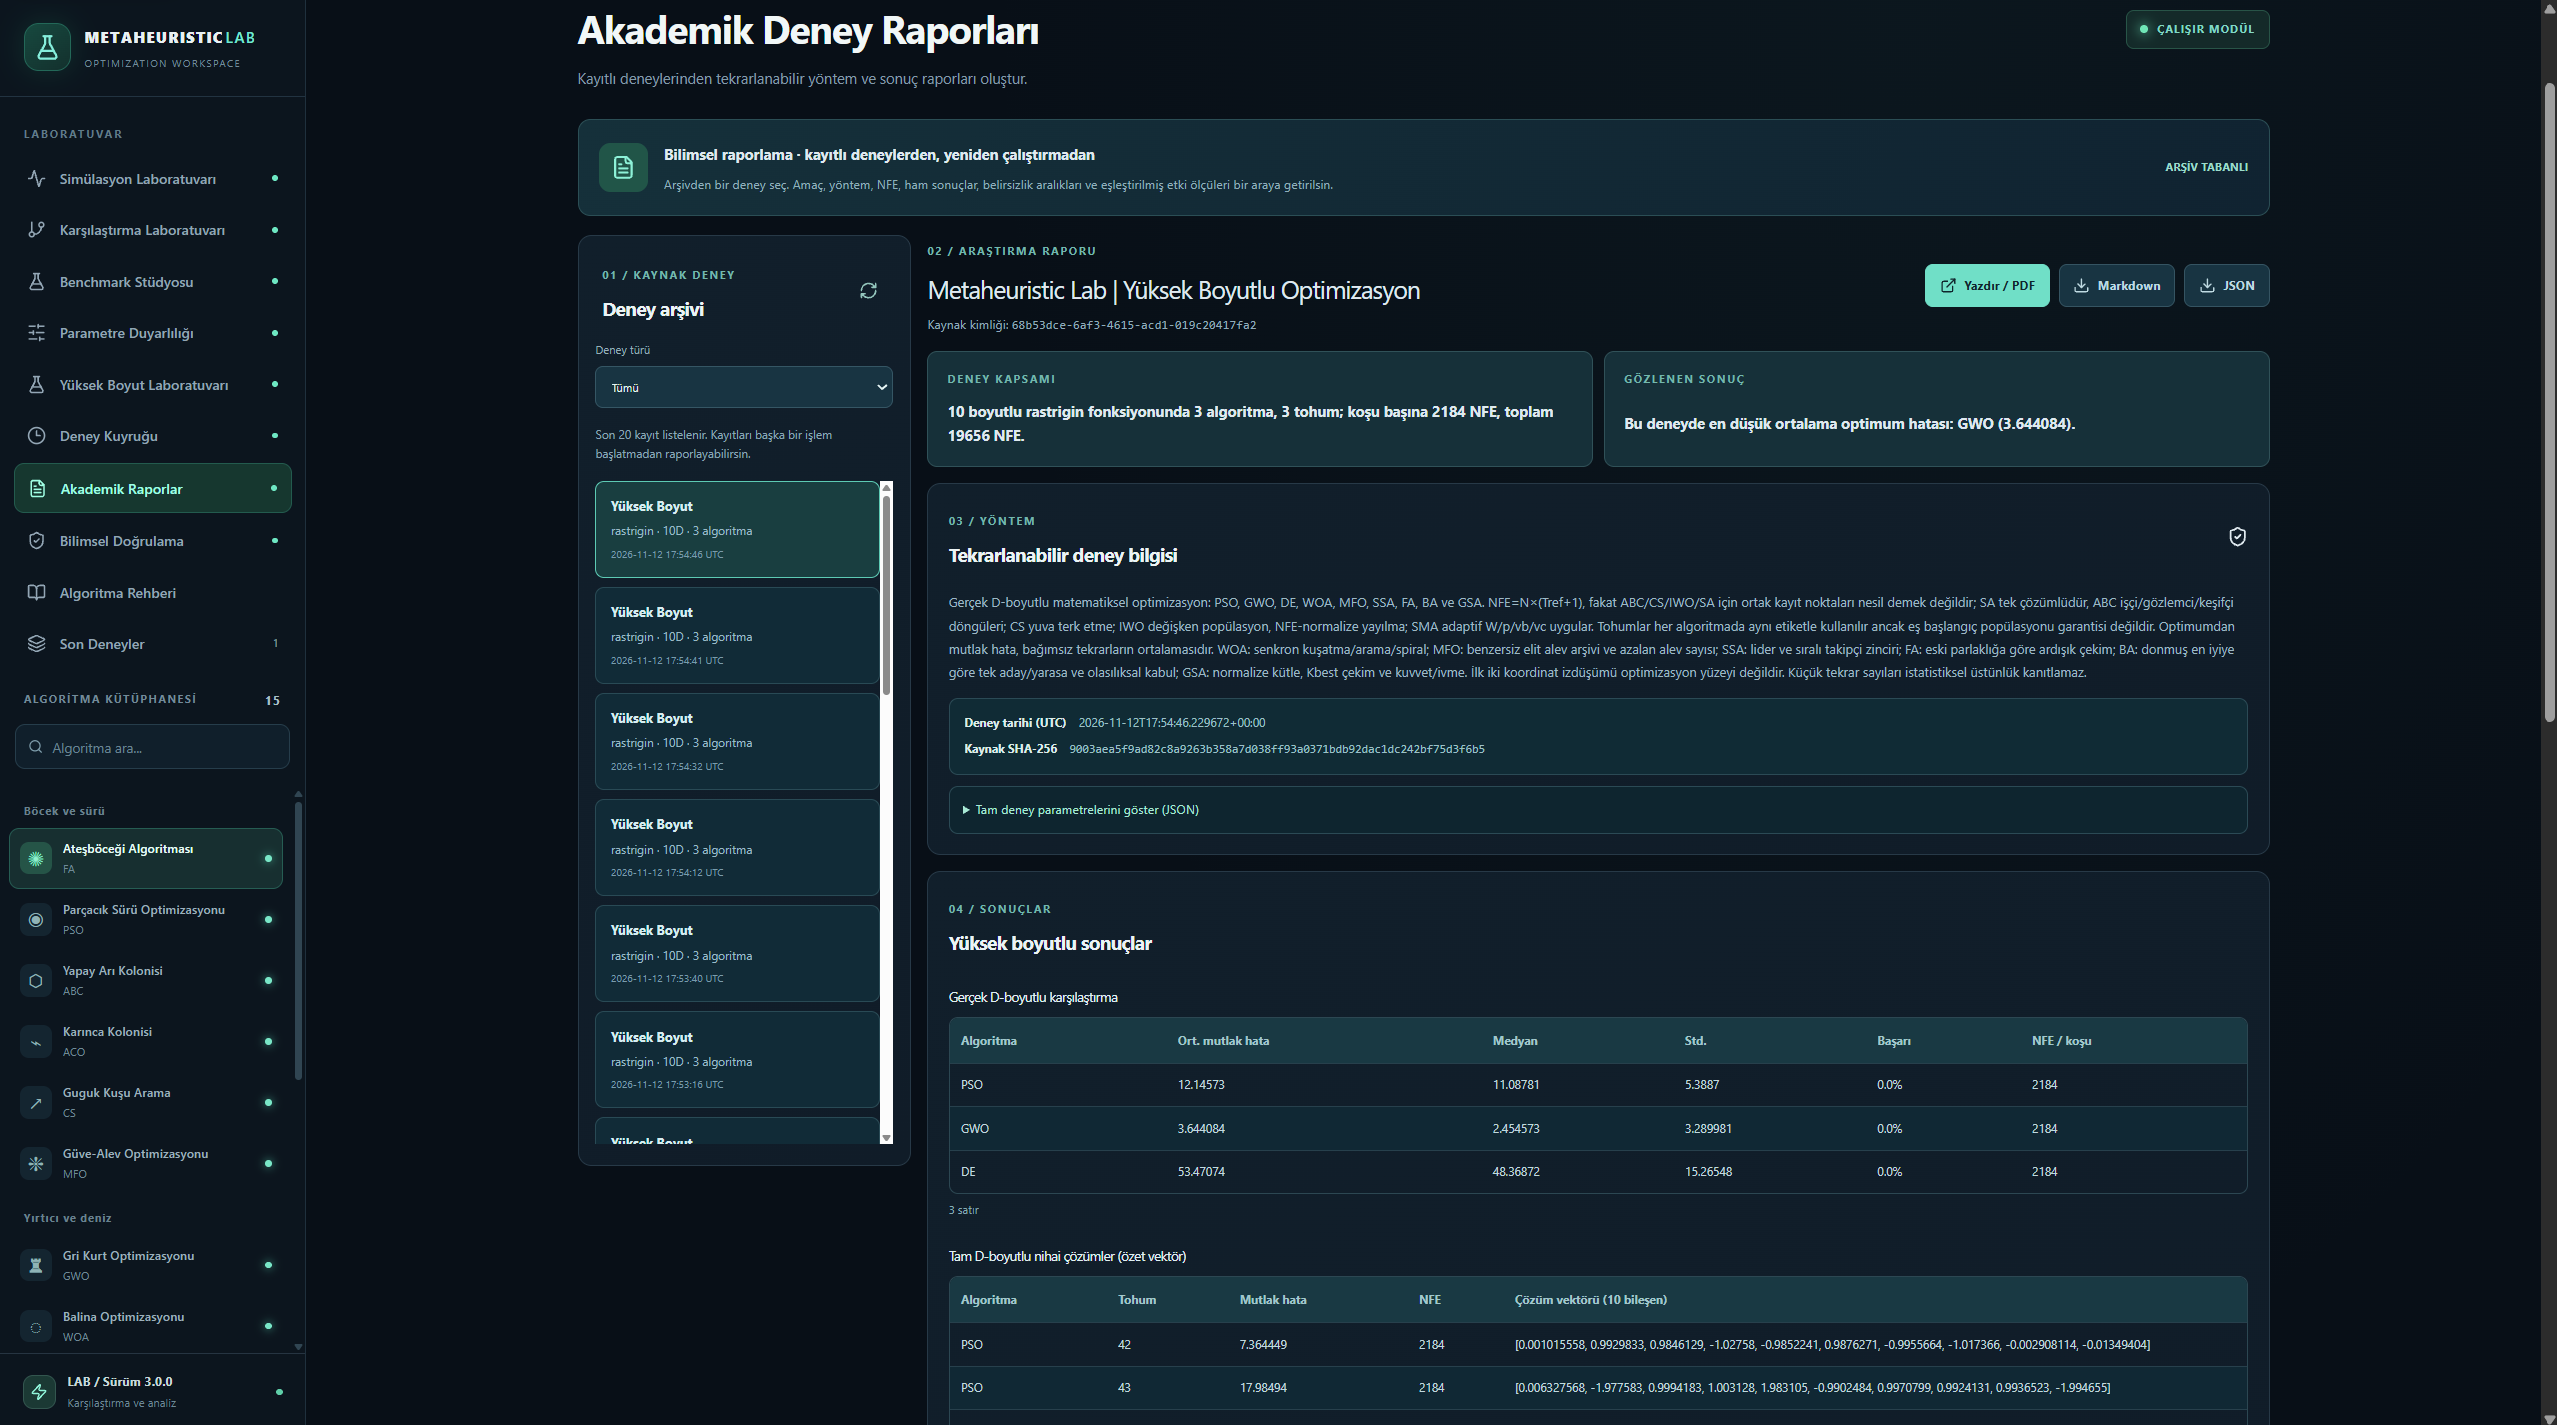 METAHEURISTIC LAB
OPTIMIZATION WORKSPACE
LABORATUVAR
Simülasyon Laboratuvarı
Karşılaştırma Laboratuvarı
Benchmark Stüdyosu
Parametre Duyarlılığı
Yüksek Boyut Laboratuvarı
Deney Kuyruğu
Akademik Raporlar
Bilimsel Doğrulama
Algoritma Rehberi
Son Deneyler 1
ALGORİTMA KÜTÜPHANESİ 15
Algoritma ara...
Böcek ve sürü
Ateşböceği Algoritması
FA
Parçacık Sürü Optimizasyonu
PSO
Yapay Arı Kolonisi
ABC
Karınca Kolonisi
ACO
Guguk Kuşu Arama
CS
Güve-Alev Optimizasyonu
MFO
Yırtıcı ve deniz
Gri Kurt Optimizasyonu
GWO
Balina Optimizasyonu
WOA
LAB / Sürüm 3.0.0
Karşılaştırma ve analiz
Akademik Deney Raporları
ÇALIŞIR MODÜL
Kayıtlı deneylerinden tekrarlanabilir yöntem ve sonuç raporları oluştur.
Bilimsel raporlama · kayıtlı deneylerden, yeniden çalıştırmadan
Arşivden bir deney seç. Amaç, yöntem, NFE, ham sonuçlar, belirsizlik aralıkları ve eşleştirilmiş etki ölçüleri bir araya getirilsin.
ARŞİV TABANLI
01 / KAYNAK DENEY
Deney arşivi
Deney türü
Tümü
Son 20 kayıt listelenir. Kayıtları başka bir işlem
başlatmadan raporlayabilirsin.
Yüksek Boyut
rastrigin · 10D · 3 algoritma
2026-11-12 17:54:46 UTC
Yüksek Boyut
rastrigin · 10D · 3 algoritma
2026-11-12 17:54:41 UTC
Yüksek Boyut
rastrigin · 10D · 3 algoritma
2026-11-12 17:54:32 UTC
Yüksek Boyut
rastrigin · 10D · 3 algoritma
2026-11-12 17:54:12 UTC
Yüksek Boyut
rastrigin · 10D · 3 algoritma
2026-11-12 17:53:40 UTC
Yüksek Boyut
rastrigin · 10D · 3 algoritma
2026-11-12 17:53:16 UTC
Yüksek Boyut
02 / ARAŞTIRMA RAPORU
Metaheuristic Lab | Yüksek Boyutlu Optimizasyon
Kaynak kimliği: 68b53dce-6af3-4615-acd1-019c20417fa2
Yazdır / PDF
Markdown
JSON
DENEY KAPSAMI
10 boyutlu rastrigin fonksiyonunda 3 algoritma, 3 tohum; koşu başına 2184 NFE, toplam
19656 NFE.
GÖZLENEN SONUÇ
Bu deneyde en düşük ortalama optimum hatası: GWO (3.644084).
03 / YÖNTEM
Tekrarlanabilir deney bilgisi
Gerçek D-boyutlu matematiksel optimizasyon: PSO, GWO, DE, WOA, MFO, SSA, FA, BA ve GSA. NFE=N×(Tref+1), fakat ABC/CS/IWO/SA için ortak kayıt noktaları nesil demek değildir; SA tek çözümlüdür, ABC işçi/gözlemci/keşifçi
döngüleri; CS yuva terk etme; IWO değişken popülasyon, NFE-normalize yayılma; SMA adaptif W/p/vb/vc uygular. Tohumlar her algoritmada aynı etiketle kullanılır ancak eş başlangıç popülasyonu garantisi değildir. Optimumdan
mutlak hata, bağımsız tekrarların ortalamasıdır. WOA: senkron kuşatma/arama/spiral; MFO: benzersiz elit alev arşivi ve azalan alev sayısı; SSA: lider ve sıralı takipçi zinciri; FA: eski parlaklığa göre ardışık çekim; BA: donmuş en iyiye
göre tek aday/yarasa ve olasılıksal kabul; GSA: normalize kütle, Kbest çekim ve kuvvet/ivme. İlk iki koordinat izdüşümü optimizasyon yüzeyi değildir. Küçük tekrar sayıları istatistiksel üstünlük kanıtlamaz.
Deney tarihi (UTC) 2026-11-12T17:54:46.229672+00:00
Kaynak SHA-256 9003aea5f9ad82c8a9263b358a7d038ff93a0371bdb92dac1dc242bf75d3f6b5
Tam deney parametrelerini göster (JSON)
04 / SONUÇLAR
Yüksek boyutlu sonuçlar
Gerçek D-boyutlu karşılaştırma
Algoritma Ort. mutlak hata Medyan Std. Başarı NFE / koşu
PSO 12.14573 11.08781 5.3887 0.0% 2184
GWO 3.644084 2.454573 3.289981 0.0% 2184
DE 53.47074 48.36872 15.26548 0.0% 2184
3 satır
Tam D-boyutlu nihai çözümler (özet vektör)
Algoritma Tohum Mutlak hata NFE Çözüm vektörü (10 bileşen)
PSO 42 7.364449 2184 [0.001015558, 0.9929833, 0.9846129, -1.02758, -0.9852241, 0.9876271, -0.9955664, -1.017366, -0.002908114, -0.01349404]
PSO 43 17.98494 2184 [0.006327568, -1.977583, 0.9994183, 1.003128, 1.983105, -0.9902484, 0.9970799, 0.9924131, 0.9936523, -1.994655]